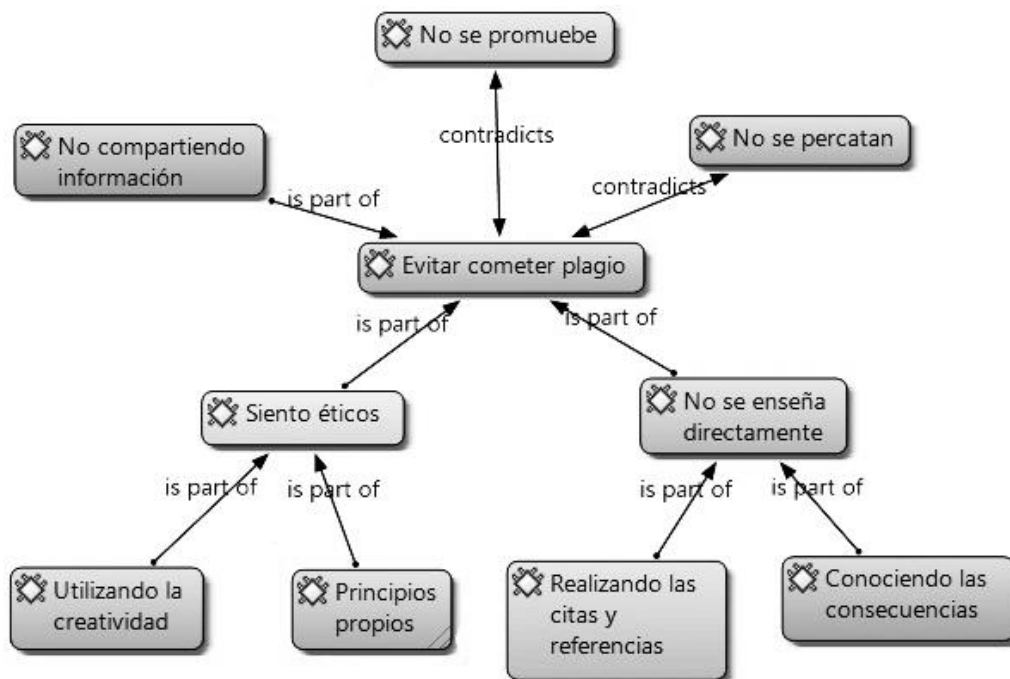 No se promuebe
contradicts
No compartiendo
información
No se percatan
contradicts
is part of
Evitar cometer plagio
is part of
is part of
Siento éticos
No se enseña
directamente
is part of
is part of
is part of
is part of
Utilizando la
creatividad
Principios
propios
Realizando las
citas y
referencias
Conociendo las
consecuencias